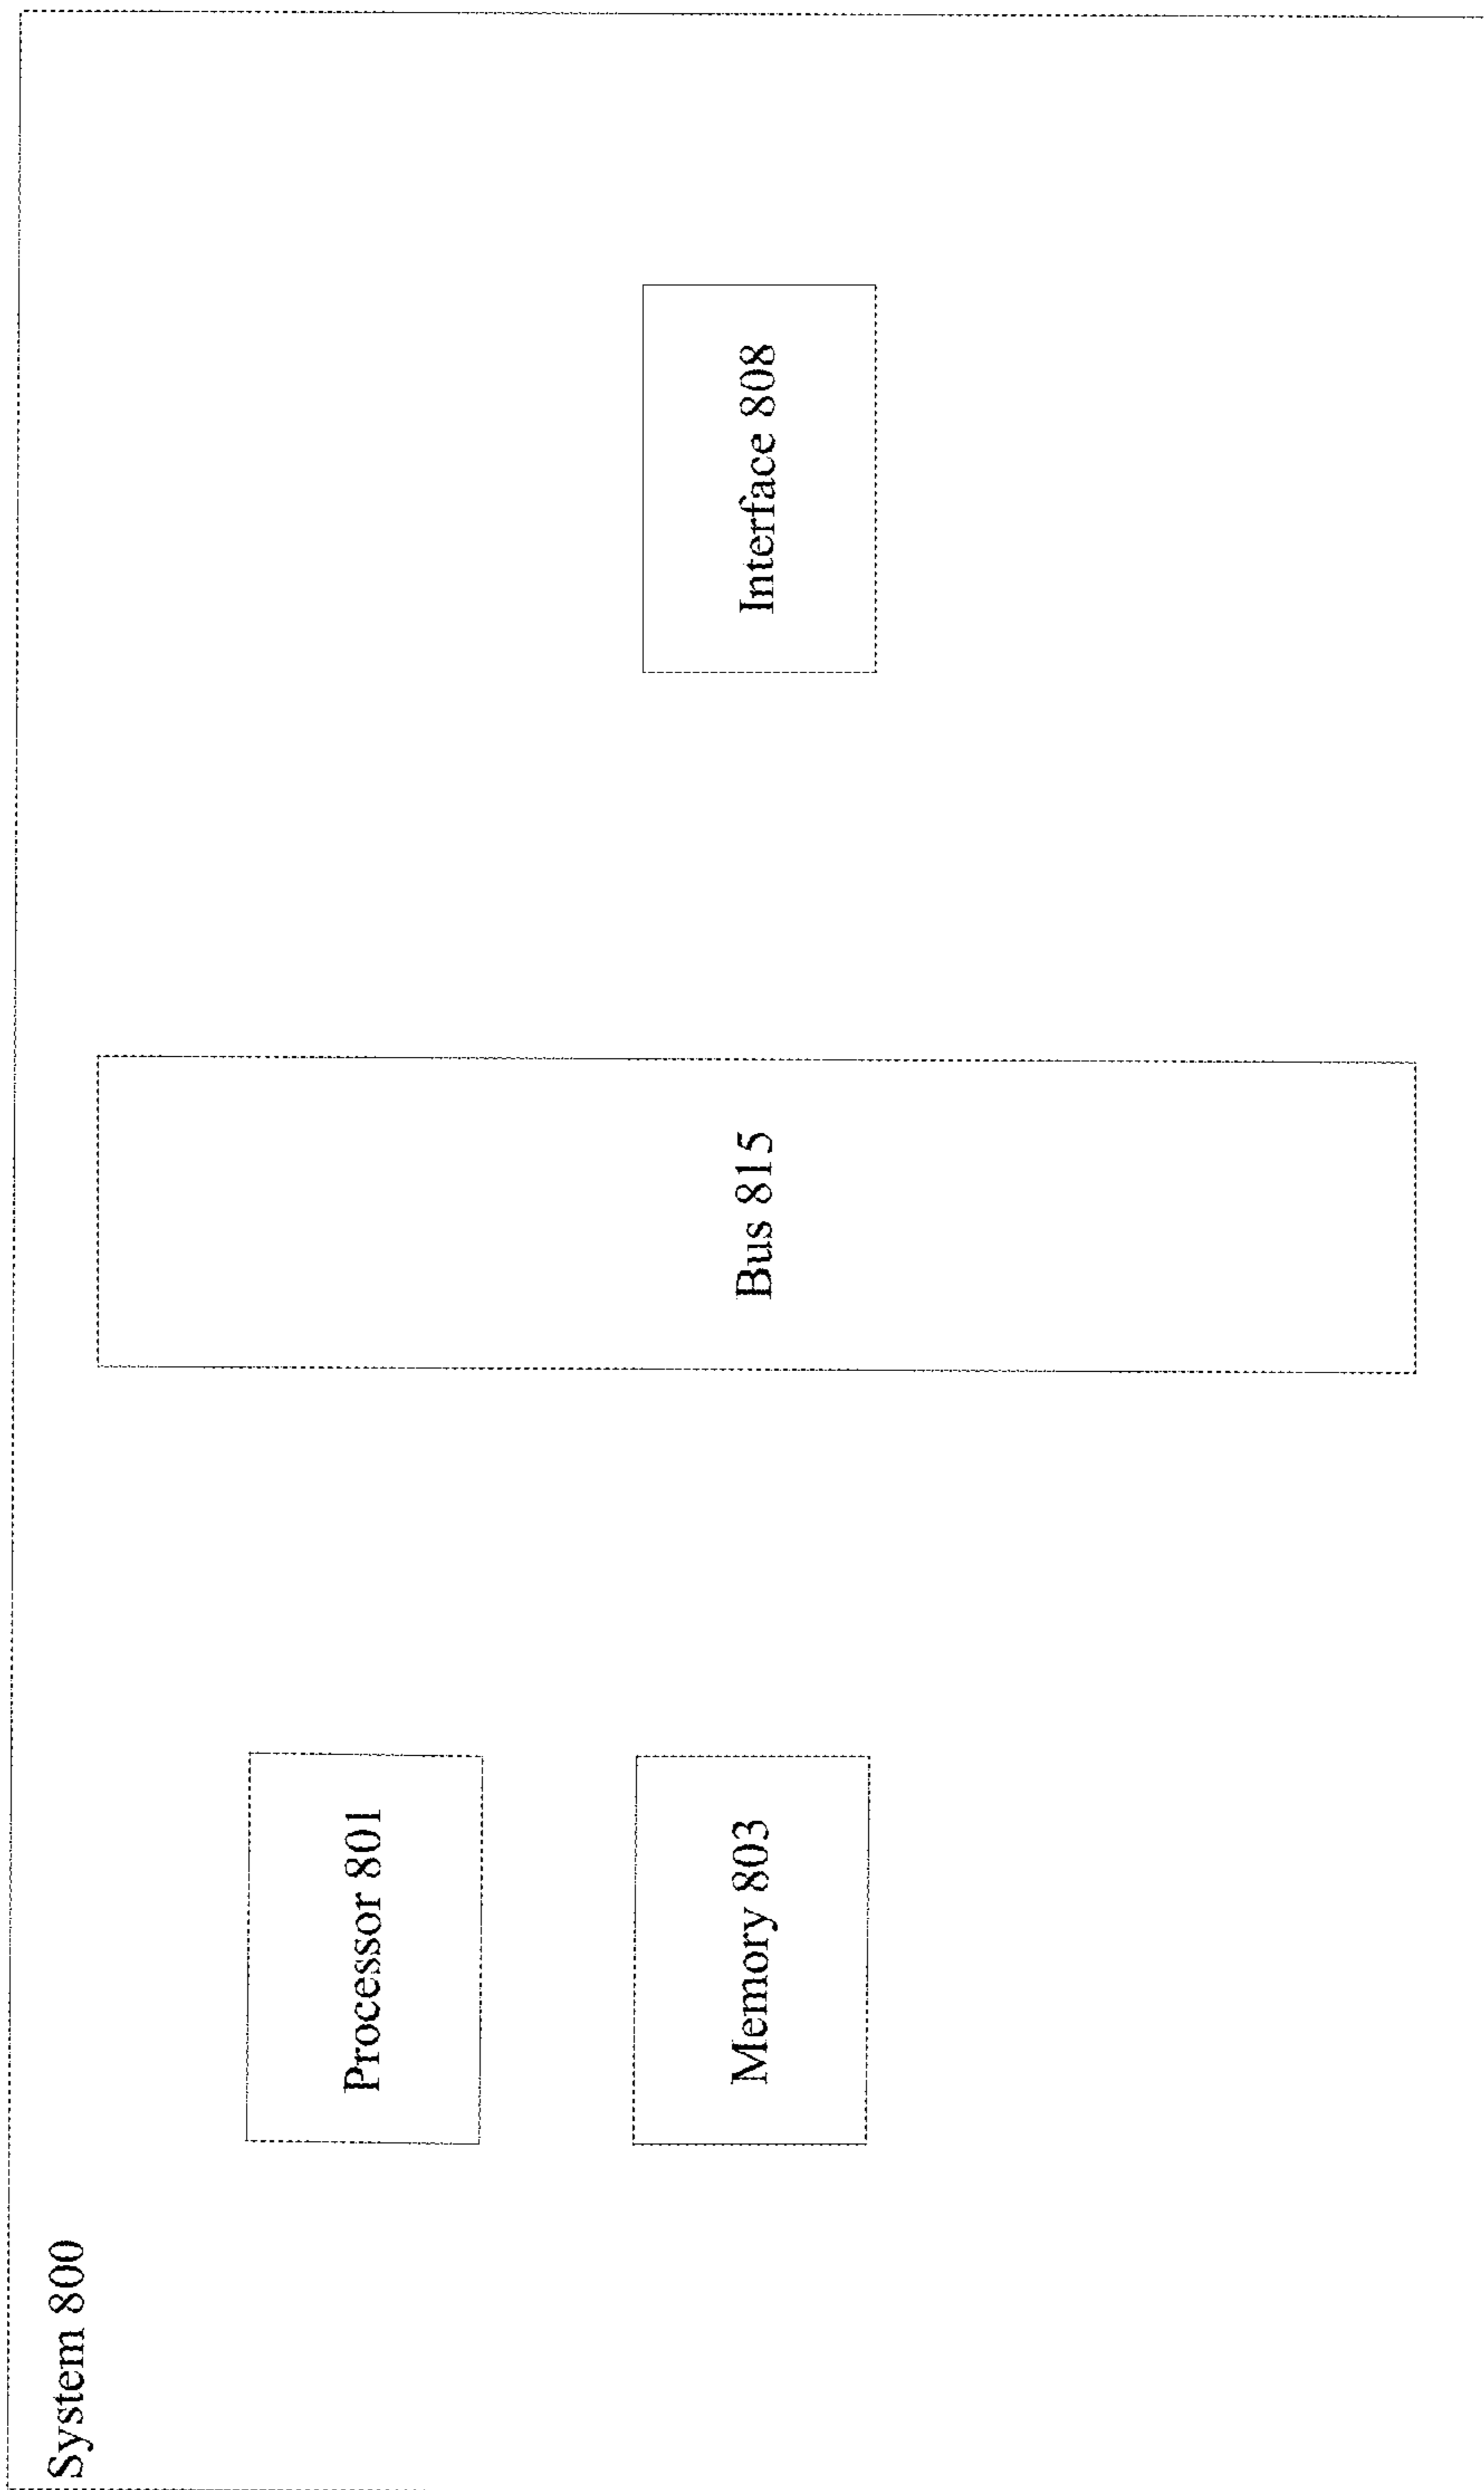 System 800
Processor 801
Memory 803
Bus 815
Interface 808